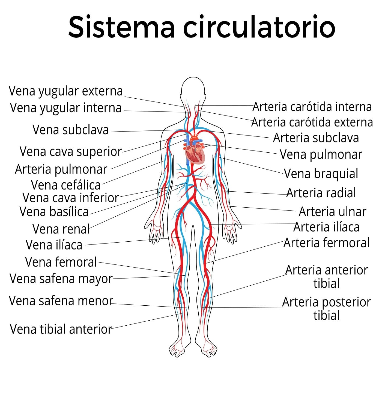 Sistema circulatorio
Vena yugular externa
Vena yugular interna
Vena subclava
Vena cava superior
Arteria pulmonar
Vena cefálica
Vena cava inferior
Vena basílica
Vena renal
Vena ilíaca
Vena femoral
Vena safena mayor
Vena safena menor
Vena tibial anterior
Arteria carótida interna
Arteria carótida externa
Arteria subclava
Vena pulmonar
Vena braquial
Arteria radial
Arteria ulnar
Arteria ilíaca
Arteria fermoral
Arteria anterior
tibial
Arteria posterior
tibial